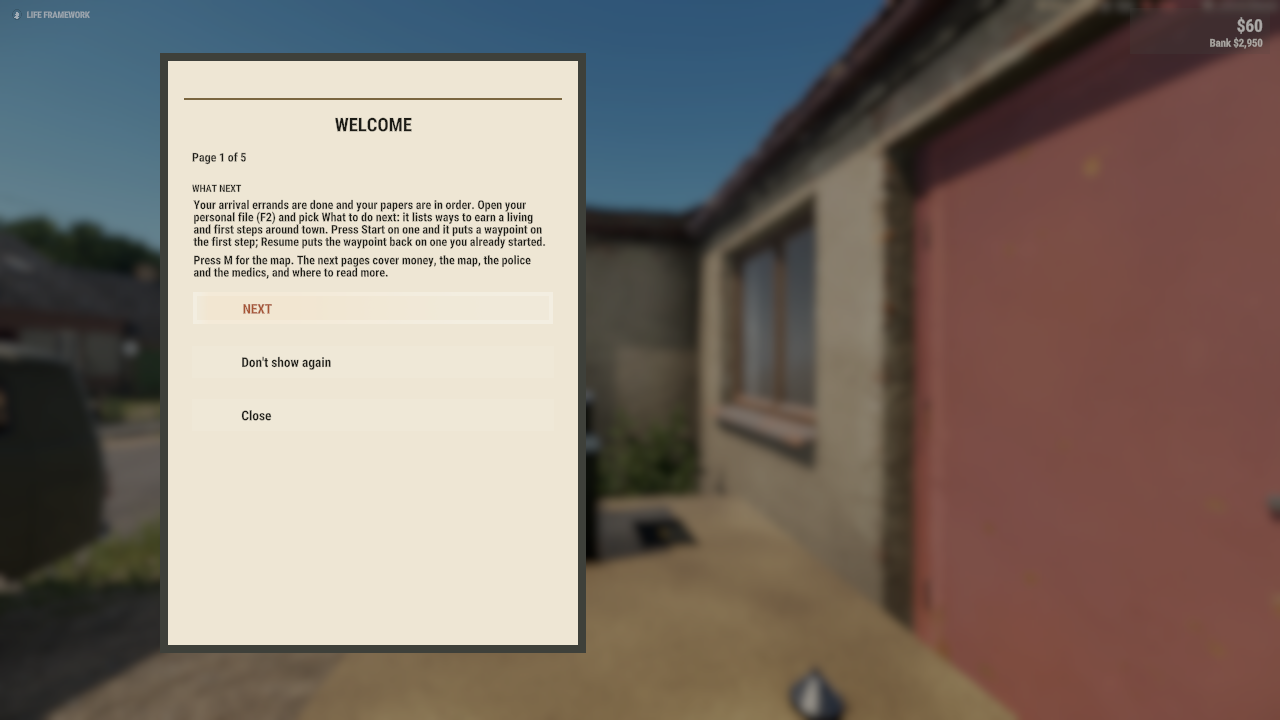 LIFE FRAMEWORK
$60
Bank $2,950
WELCOME
Page 1 of 5
WHAT NEXT
Your arrival errands are done and your papers are in order. Open your
personal file (F2) and pick What to do next: it lists ways to earn a living
and first steps around town. Press Start on one and it puts a waypoint on
the first step; Resume puts the waypoint back on one you already started.
Press M for the map. The next pages cover money, the map, the police
and the medics, and where to read more.
NEXT
Don't show again
Close